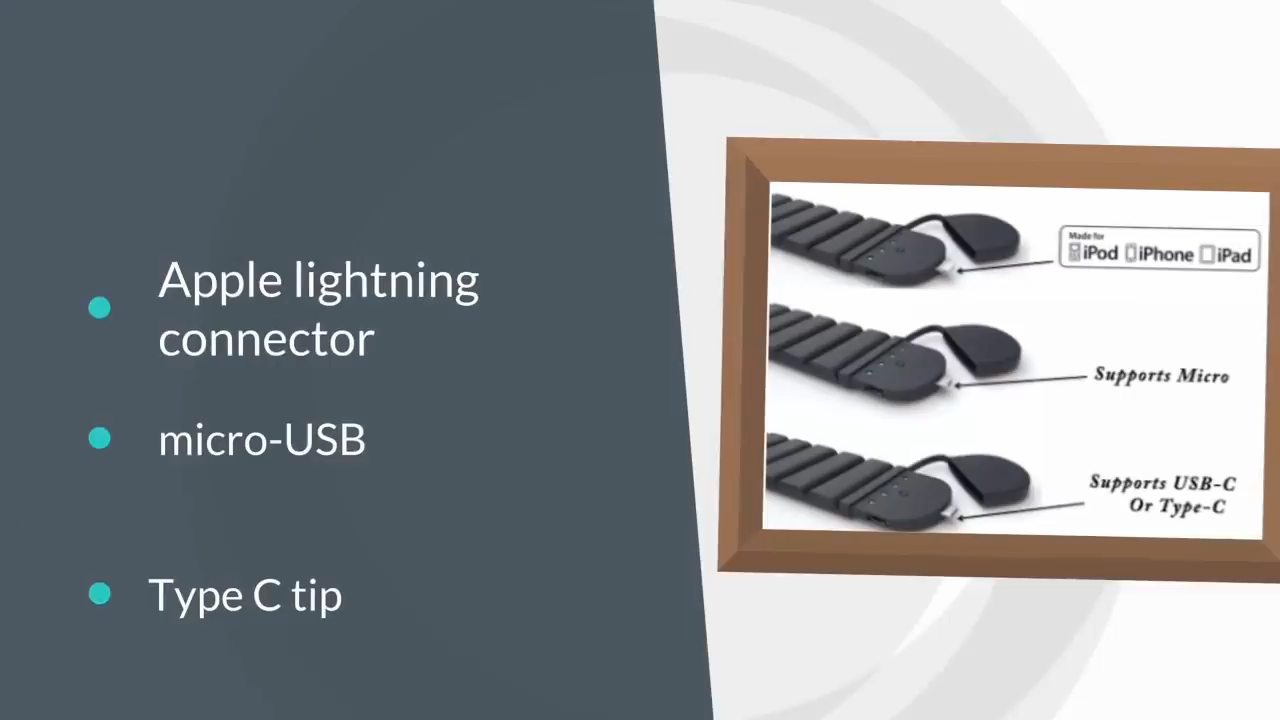 Apple lightning
connector
micro-USB
Type C tip
Made for
iPod iPhone iPad
Supports Micro
Supports USB-C
Or Type-C